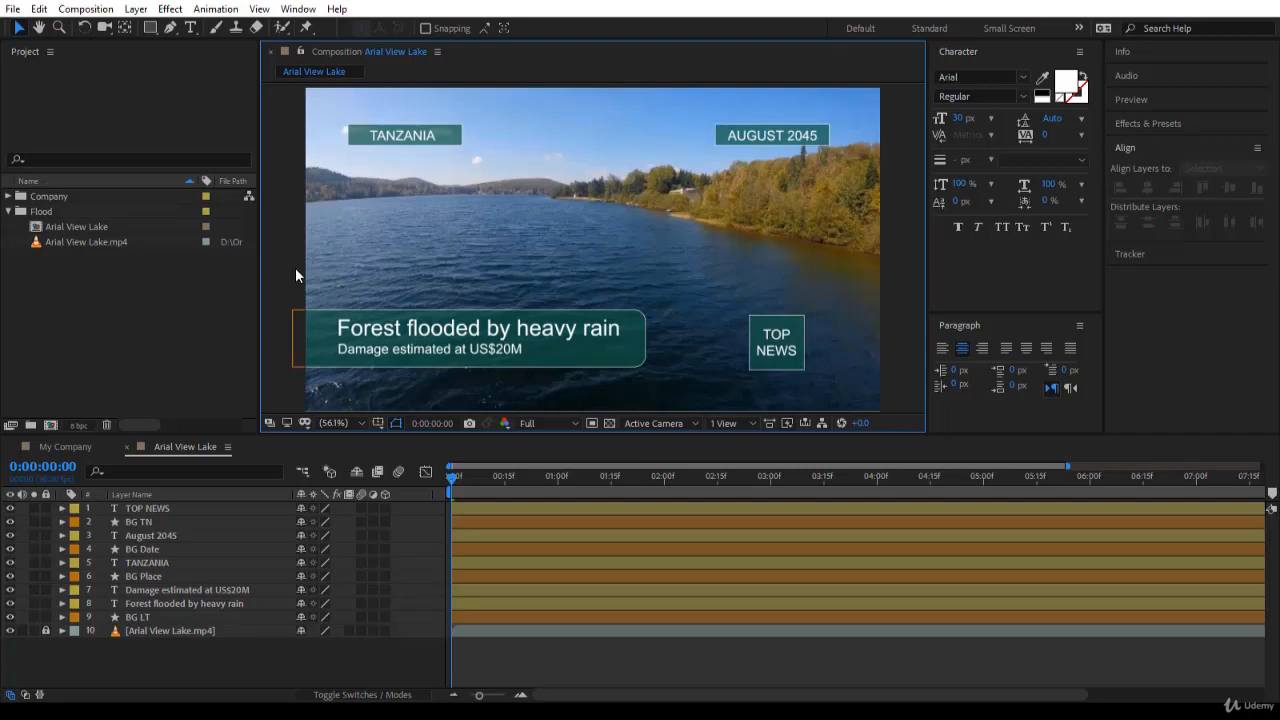 File Edit Composition Layer Effect Animation View Window Help
Snapping
Default Standard Small Screen Search Help
Project
Composition Arial View Lake
Arial View Lake
Name File Path
Company
Flood
Arial View Lake
Arial View Lake.mp4 D:\Or
8 bpc
TANZANIA
AUGUST 2045
Forest flooded by heavy rain
Damage estimated at US$20M
TOP
NEWS
(56.1%) 0:00:00:00 Full Active Camera 1 View +0.0
Character
Arial
Regular
30 px Auto
Metrics 0
- px
100 % 100 %
0 px 0 %
T T TT Tт T¹ T₁
Paragraph
0 px 0 px 0 px
0 px 0 px
Info
Audio
Preview
Effects & Presets
Align
Align Layers to: Selection
Distribute Layers:
Tracker
My Company Arial View Lake
0:00:00:00
# Layer Name
:00f 00:15f 01:00f 01:15f 02:00f 02:15f 03:00f 03:15f 04:00f 04:15f 05:00f 05:15f 06:00f 06:15f 07:00f 07:15f
1 T TOP NEWS
2 BG TN
3 T August 2045
4 BG Date
5 T TANZANIA
6 BG Place
7 T Damage estimated at US$20M
8 T Forest flooded by heavy rain
9 BG LT
10 [Arial View Lake.mp4]
Toggle Switches / Modes
Udemy